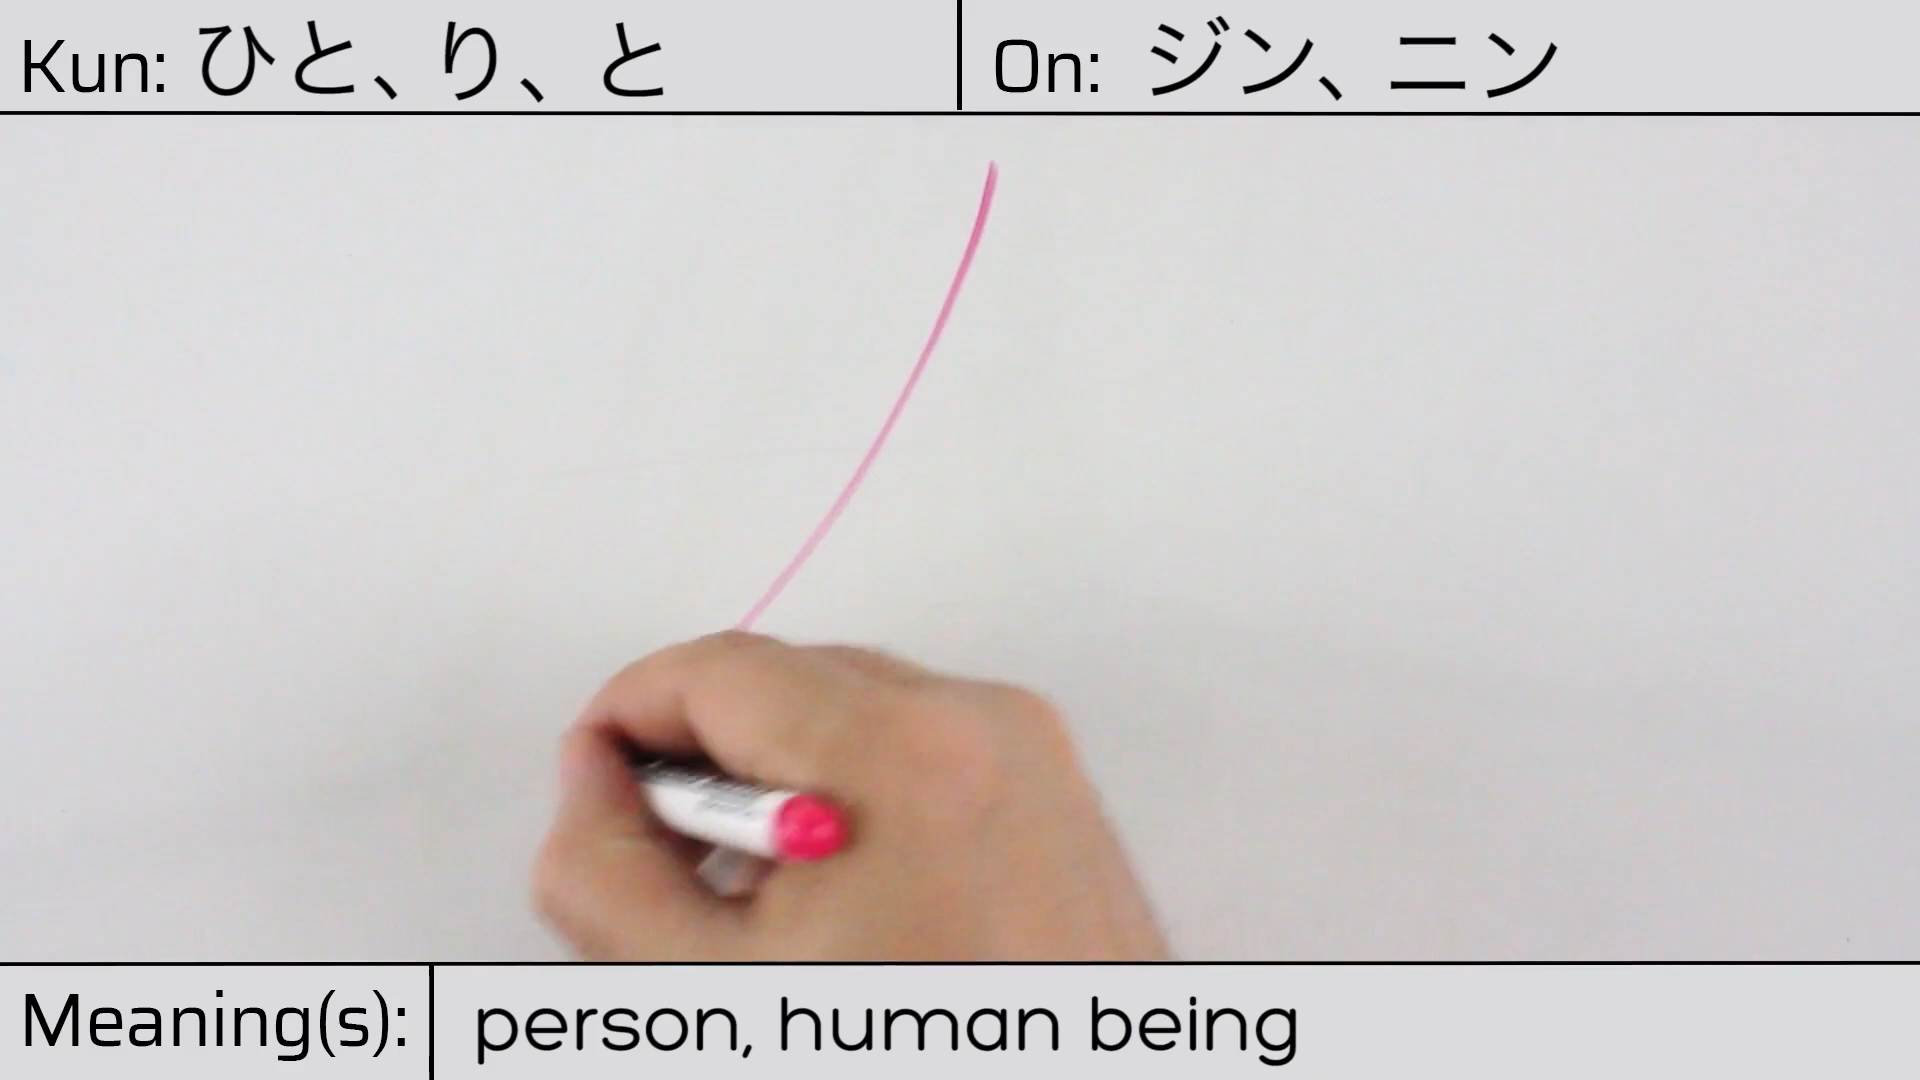 Kun: ひと、り、と
On: ジン、ニン
Meaning(s): person, human being